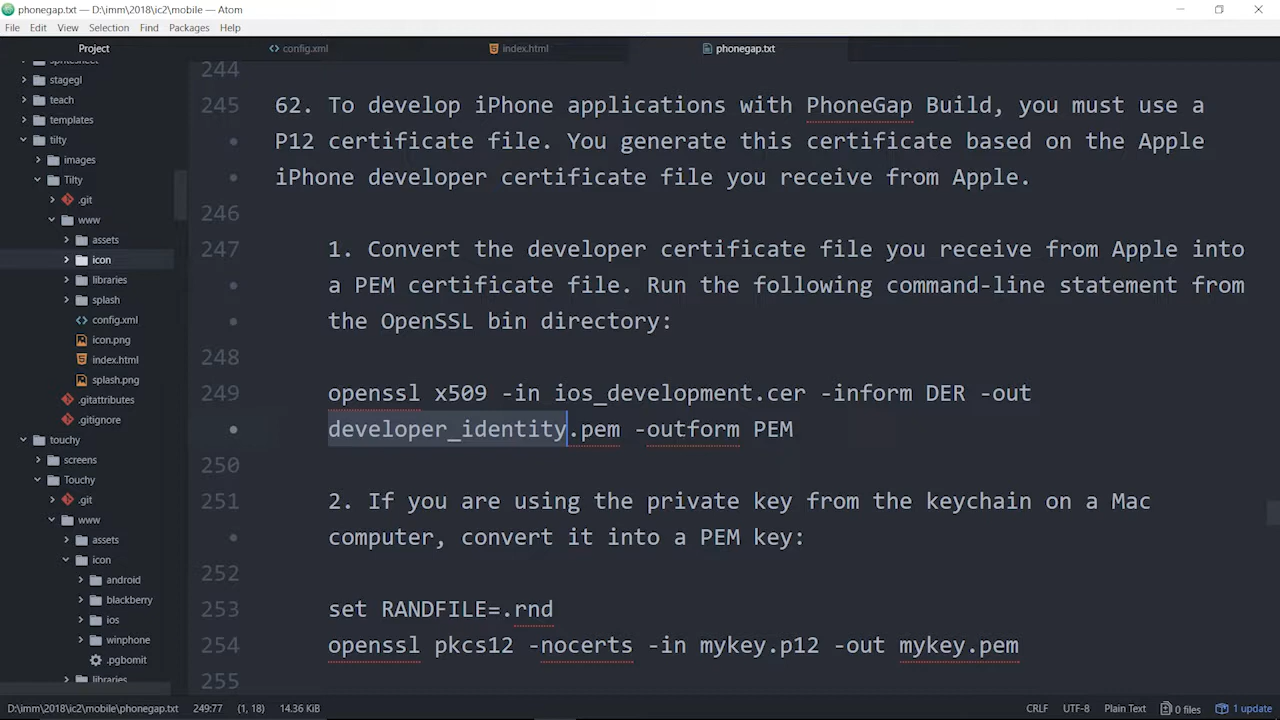 phonegap.txt — D:\imm\2018\ic2\mobile — Atom
File Edit View Selection Find Packages Help
Project
config.xml
index.html
phonegap.txt
spritesheet
stagegl
teach
templates
tilty
images
Tilty
.git
www
assets
icon
libraries
splash
config.xml
icon.png
index.html
splash.png
.gitattributes
.gitignore
touchy
screens
Touchy
.git
www
assets
icon
android
blackberry
ios
winphone
.pgbomit
libraries
244
245 62. To develop iPhone applications with PhoneGap Build, you must use a
P12 certificate file. You generate this certificate based on the Apple
iPhone developer certificate file you receive from Apple.
246
247 1. Convert the developer certificate file you receive from Apple into
a PEM certificate file. Run the following command-line statement from
the OpenSSL bin directory:
248
249 openssl x509 -in ios_development.cer -inform DER -out
developer_identity.pem -outform PEM
250
251 2. If you are using the private key from the keychain on a Mac
computer, convert it into a PEM key:
252
253 set RANDFILE=.rnd
254 openssl pkcs12 -nocerts -in mykey.p12 -out mykey.pem
255
D:\imm\2018\ic2\mobile\phonegap.txt 249:77 (1, 18) 14.36 KiB CRLF UTF-8 Plain Text 0 files 1 update